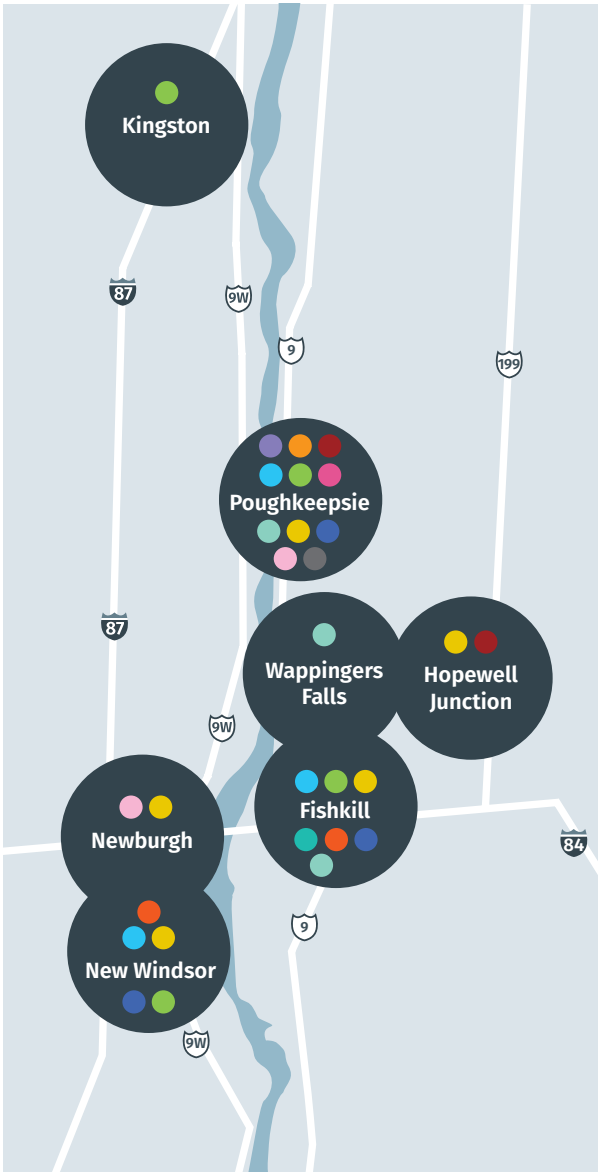 Kingston
87
9W
9
199
Poughkeepsie
87
Wappingers
Falls
Hopewell
Junction
9W
Fishkill
Newburgh
84
9
New Windsor
9W